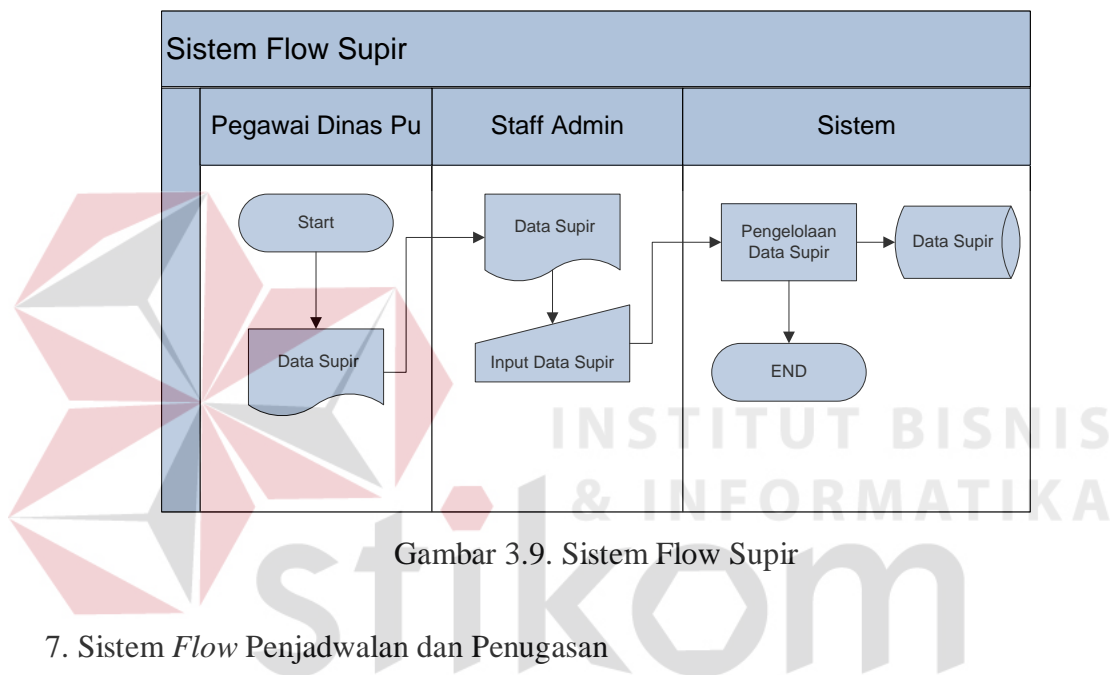 Sistem Flow Supir
Pegawai Dinas Pu
Staff Admin
Sistem
Start
Data Supir
Data Supir
Input Data Supir
Pengelolaan
Data Supir
Data Supir
END
INSTITUT BISNIS
& INFORMATIKA
stikom
Gambar 3.9. Sistem Flow Supir
7. Sistem Flow Penjadwalan dan Penugasan